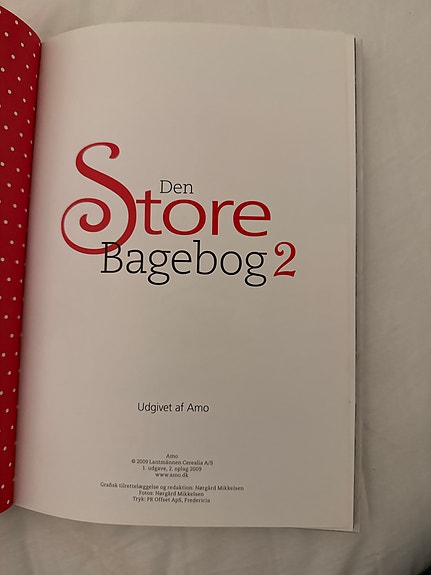 Den
Store
Bagebog 2
Udgivet af Amo
Amo
© 2009 Lantmännen Cerealia A/S
1. udgave, 2. oplag 2009
www.amo.dk
Grafisk tilrettelæggelse og redaktion: Nørgård Mikkelsen
Fotos: Nørgård Mikkelsen
Tryk: PR Offset ApS, Fredericia